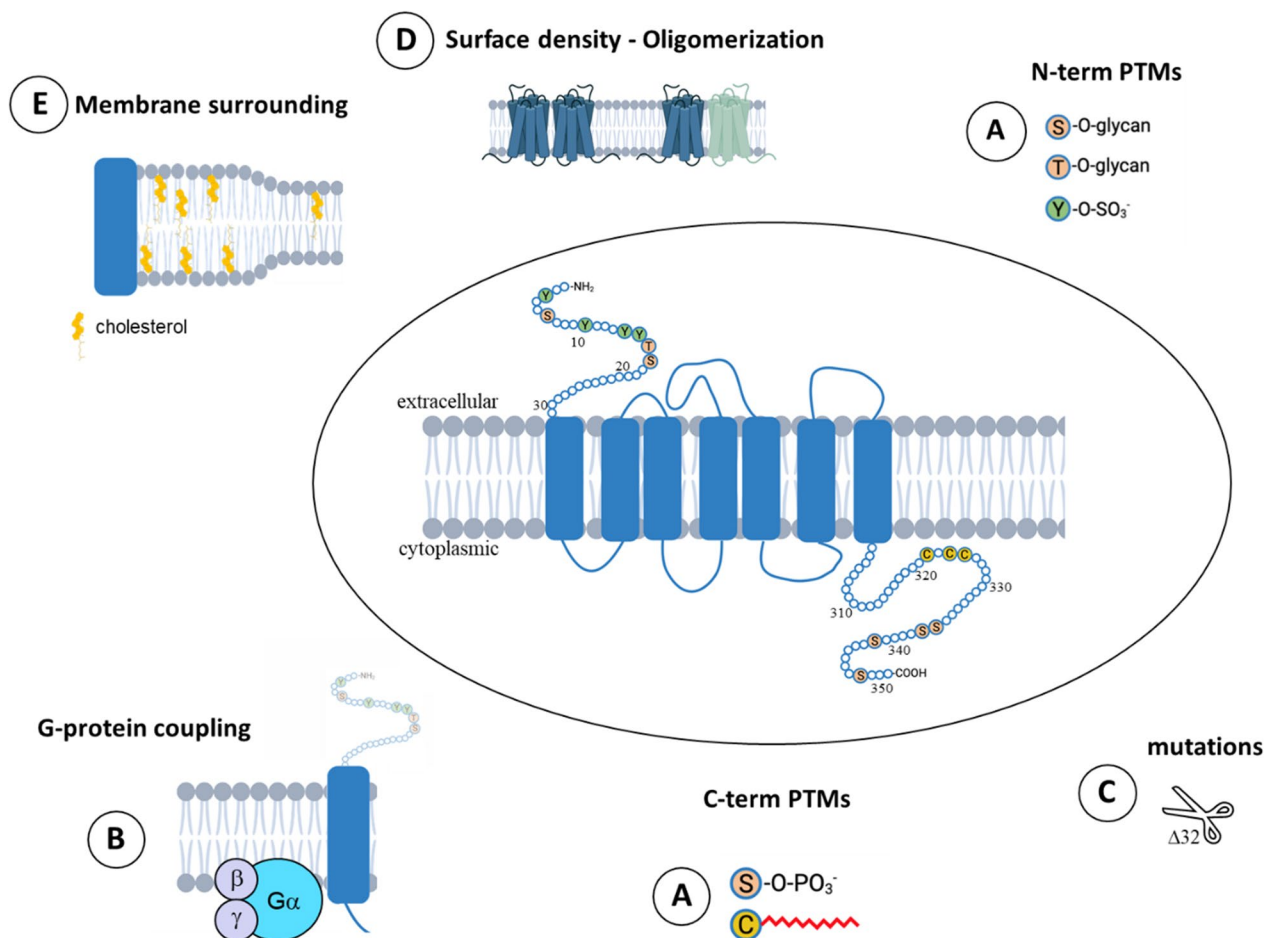 D Surface density - Oligomerization
E Membrane surrounding
cholesterol
N-term PTMs
A
S -O-glycan
T -O-glycan
Y -O-SO₃⁻
-NH₂
Y
S
Y
Y Y
T
S
10
20
30
extracellular
cytoplasmic
C C C
310
320
330
S S
S
340
S
-COOH
350
G-protein coupling
B
-NH₂
Y
S
Y
Y Y
T
S
β
γ
Gα
C-term PTMs
A
S -O-PO₃⁻
C
mutations
C
Δ32